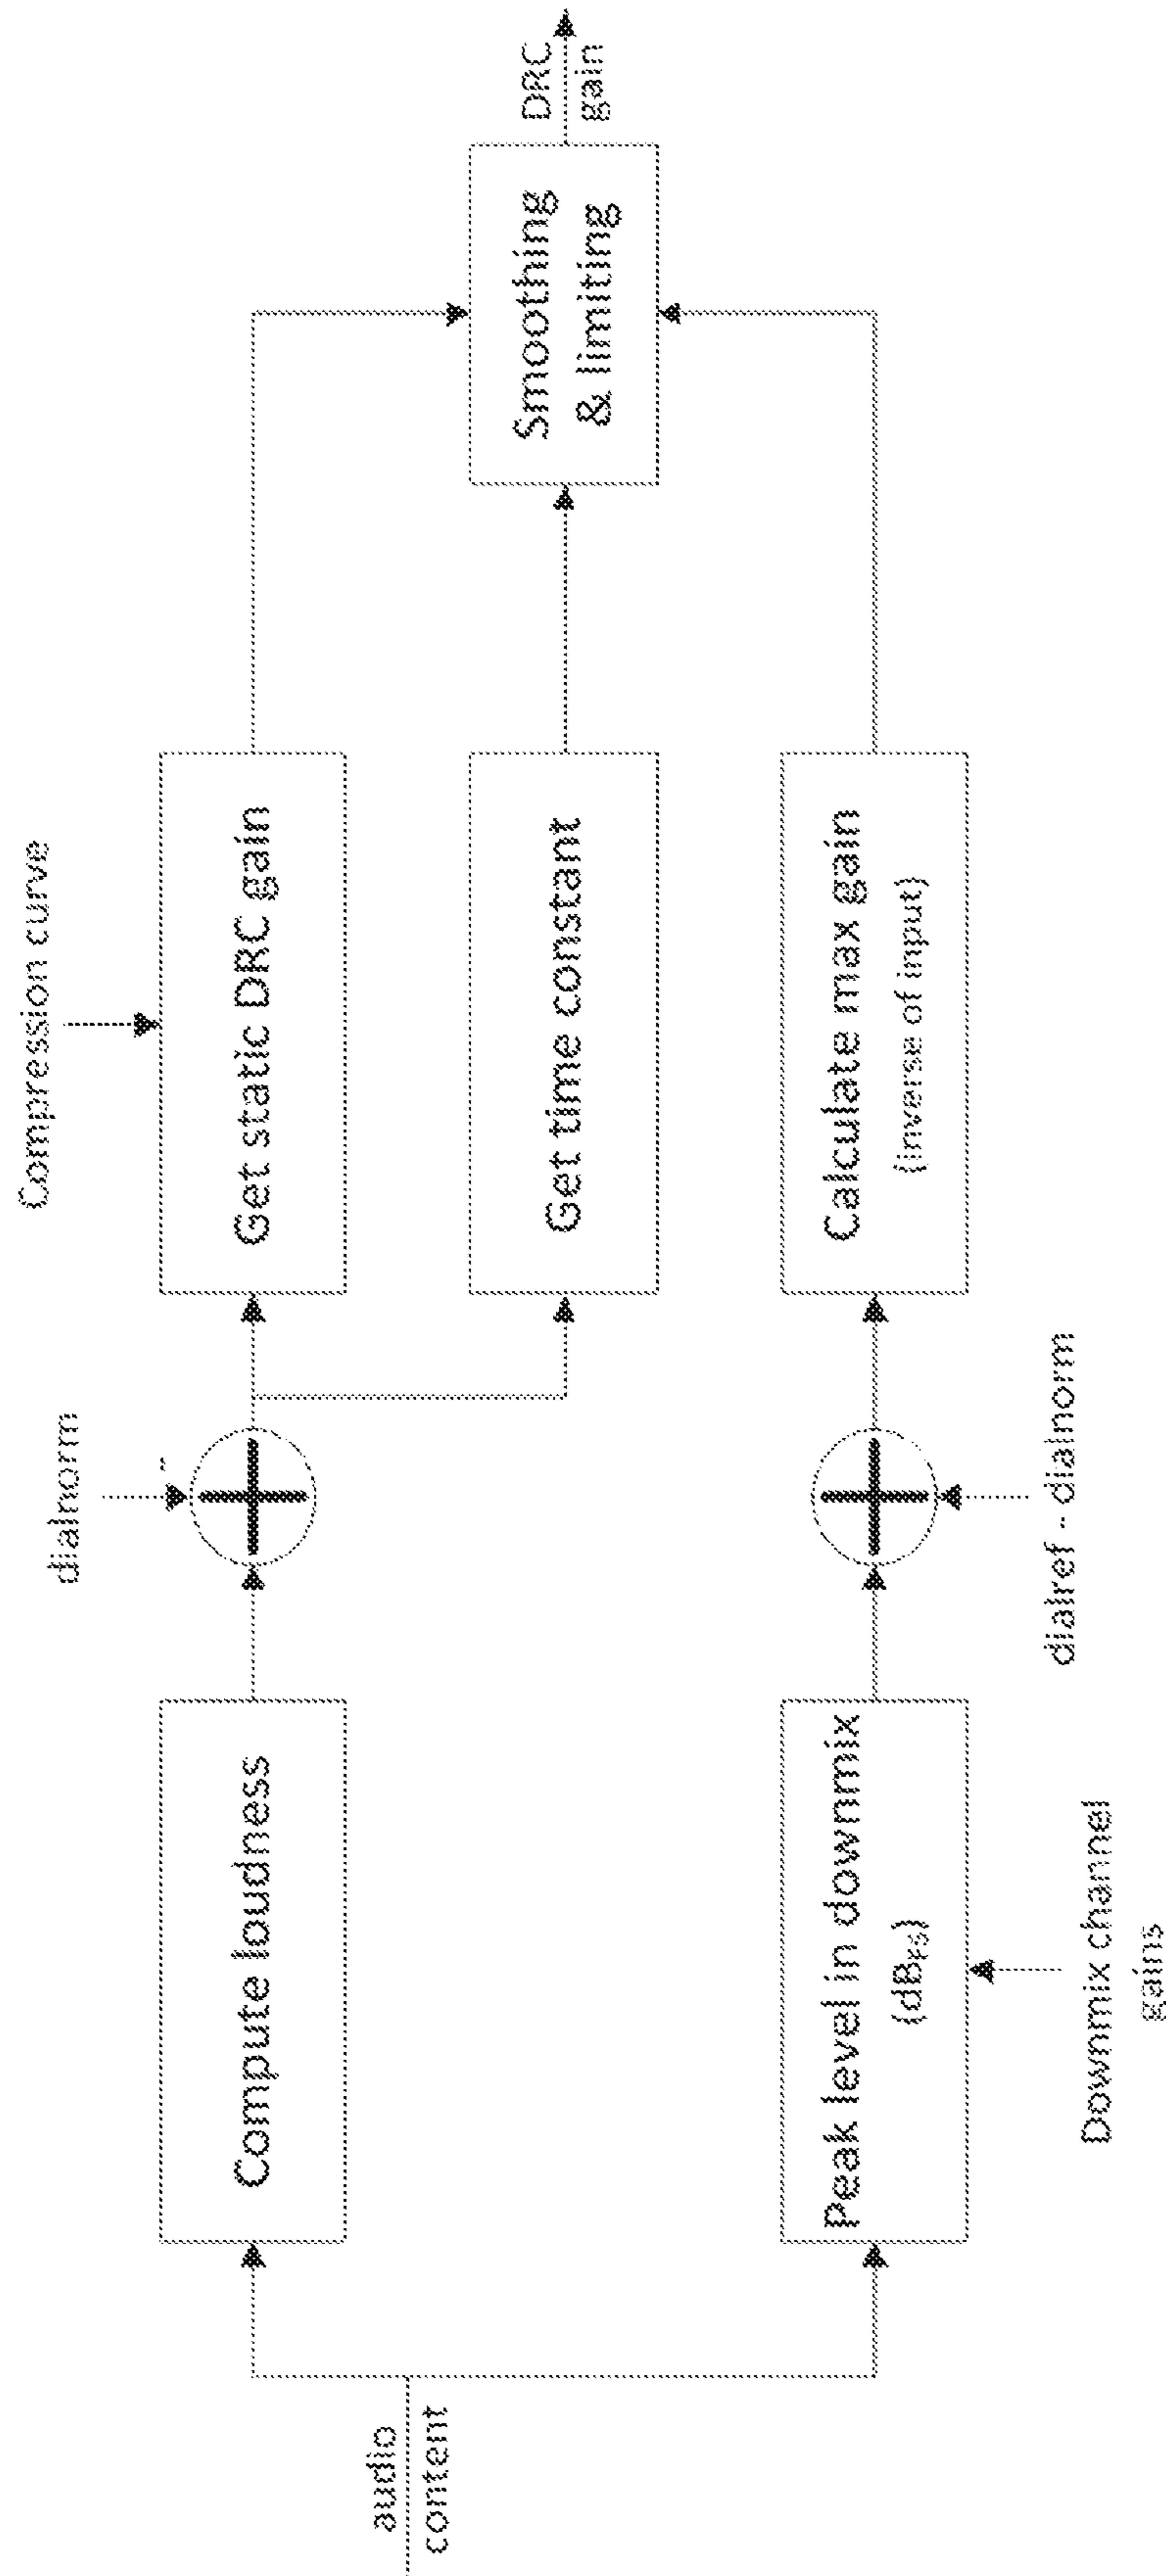 audio
content
Compute loudness
Peak level in downmix
(dBFS)
Downmix channel
gains
dialnorm
-
dialref - dialnorm
Compression curve
Get static DRC gain
Get time constant
Calculate max gain
(inverse of input)
Smoothing
& limiting
DRC
gain